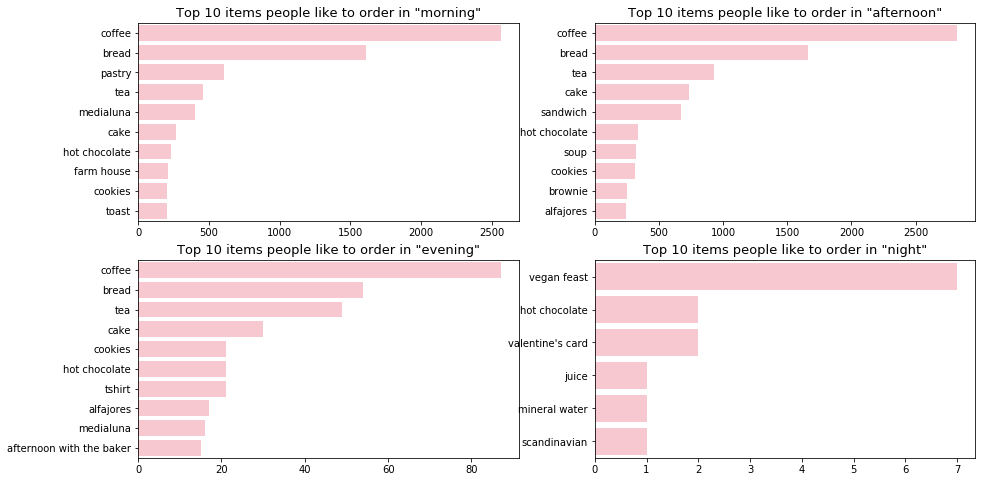 Top 10 items people like to order in "morning"
coffee
bread
pastry
tea
medialuna
cake
hot chocolate
farm house
cookies
toast
0 500 1000 1500 2000 2500
Top 10 items people like to order in "afternoon"
coffee
bread
tea
cake
sandwich
hot chocolate
soup
cookies
brownie
alfajores
0 500 1000 1500 2000 2500
Top 10 items people like to order in "evening"
coffee
bread
tea
cake
cookies
hot chocolate
tshirt
alfajores
medialuna
afternoon with the baker
0 20 40 60 80
Top 10 items people like to order in "night"
vegan feast
hot chocolate
valentine's card
juice
mineral water
scandinavian
0 1 2 3 4 5 6 7